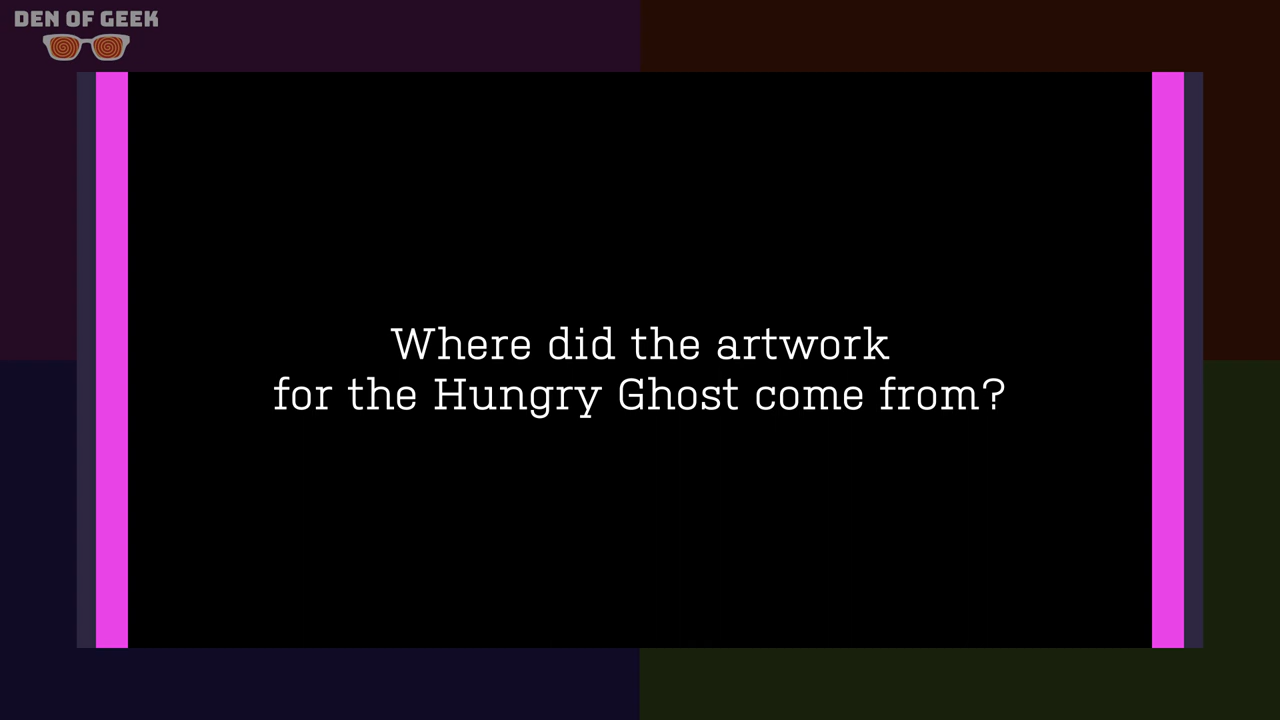 DEN OF GEEK
Where did the artwork
for the Hungry Ghost come from?